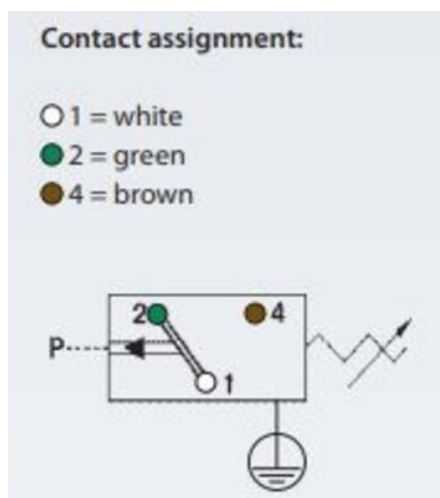 Contact assignment:
1 = white
2 = green
4 = brown
2 4
P
1